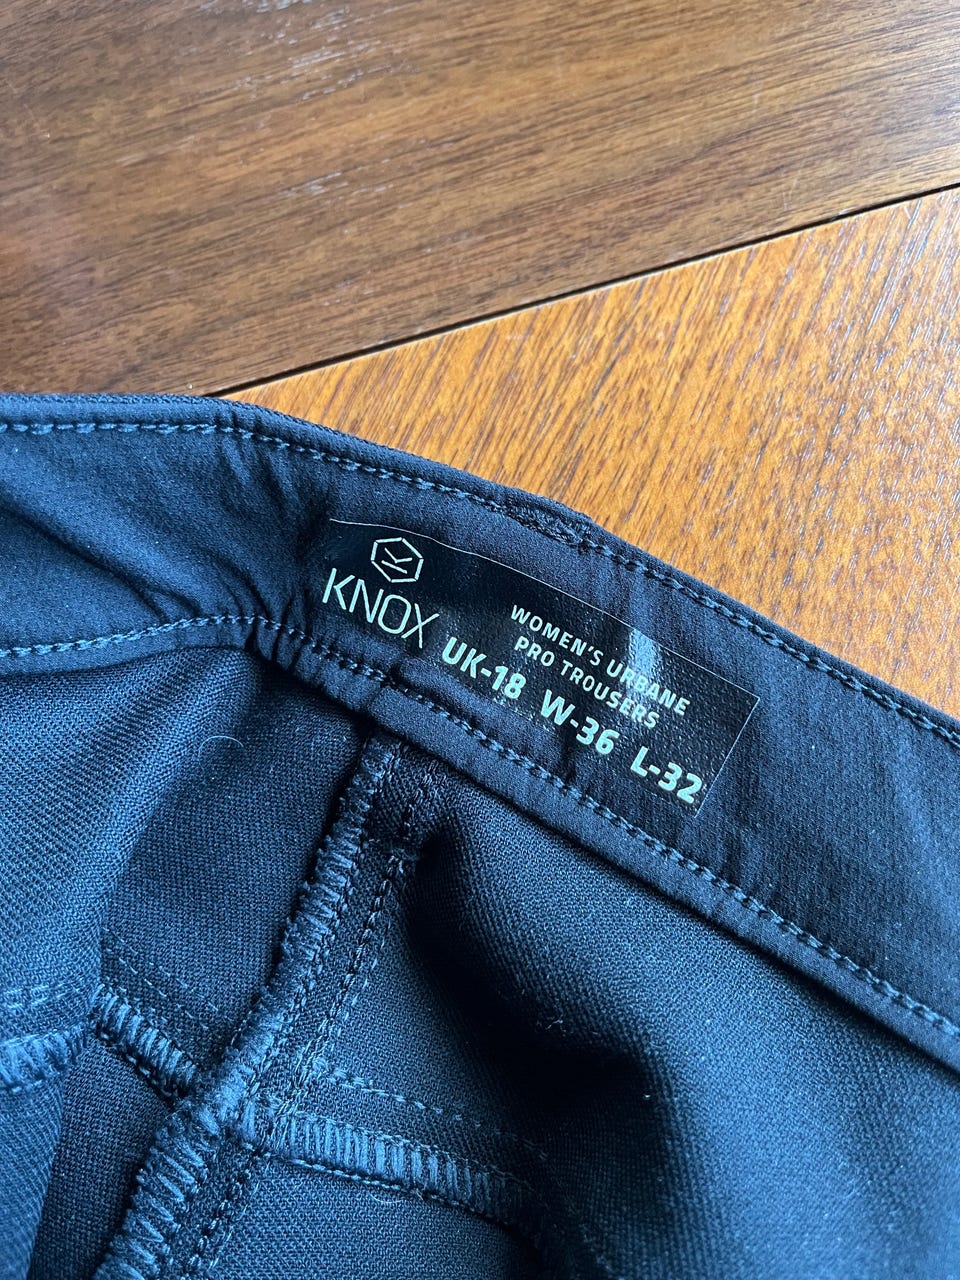 KNOX
WOMEN'S URBANE
PRO TROUSERS
UK-18 W-36 L-32